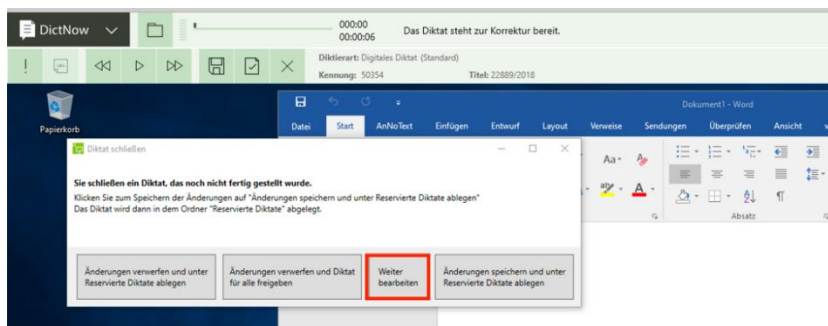 DictNow
000:00
00:00:06
Das Diktat steht zur Korrektur bereit.
Diktierart: Digitales Diktat (Standard)
Kennung: 50354 Titel: 22889/2018
Papierkorb
Dokument1 - Word
Datei Start AnNoText Einfügen Entwurf Layout Verweise Sendungen Überprüfen Ansicht
Aa
aby A
Absatz
Diktat schließen
Sie schließen ein Diktat, das noch nicht fertig gestellt wurde.
Klicken Sie zum Speichern der Änderungen auf "Änderungen speichern und unter Reservierte Diktate ablegen"
Das Diktat wird dann in dem Ordner "Reservierte Diktate" abgelegt.
Änderungen verwerfen und unter
Reservierte Diktate ablegen
Änderungen verwerfen und Diktat
für alle freigeben
Weiter
bearbeiten
Änderungen speichern und unter
Reservierte Diktate ablegen